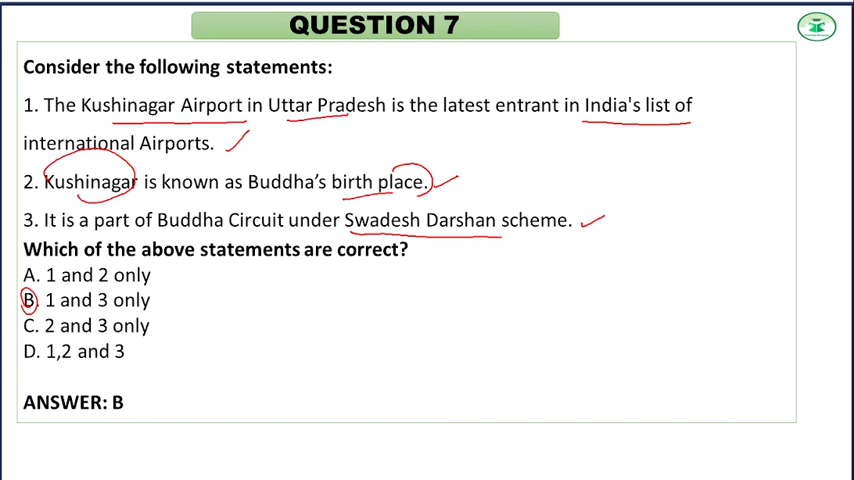 QUESTION 7
Consider the following statements:
1. The Kushinagar Airport in Uttar Pradesh is the latest entrant in India's list of
international Airports.
2. Kushinagar is known as Buddha's birth place.
3. It is a part of Buddha Circuit under Swadesh Darshan scheme.
Which of the above statements are correct?
A. 1 and 2 only
B. 1 and 3 only
C. 2 and 3 only
D. 1,2 and 3
ANSWER: B